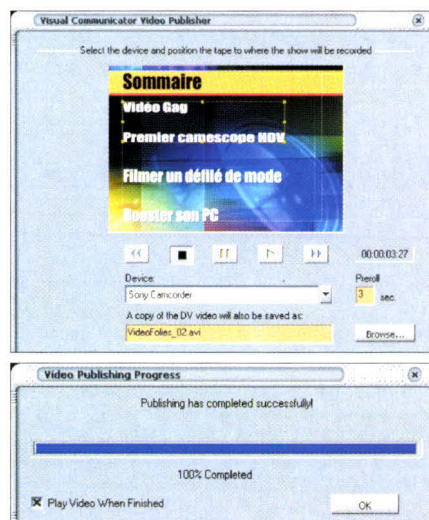 Visual Communicator Video Publisher
Select the device and position the tape to where the show will be recorded
Sommaire
Vidéo Gag
Premier camescope HDV
Filmer un défilé de mode
Booster son PC
00:00:03:27
Device:
Preroll
Sony Camcorder
3 sec.
A copy of the DV video will also be saved as:
VideoFolies_02.avi
Browse...
Video Publishing Progress
Publishing has completed successfully!
100% Completed
Play Video When Finished
OK